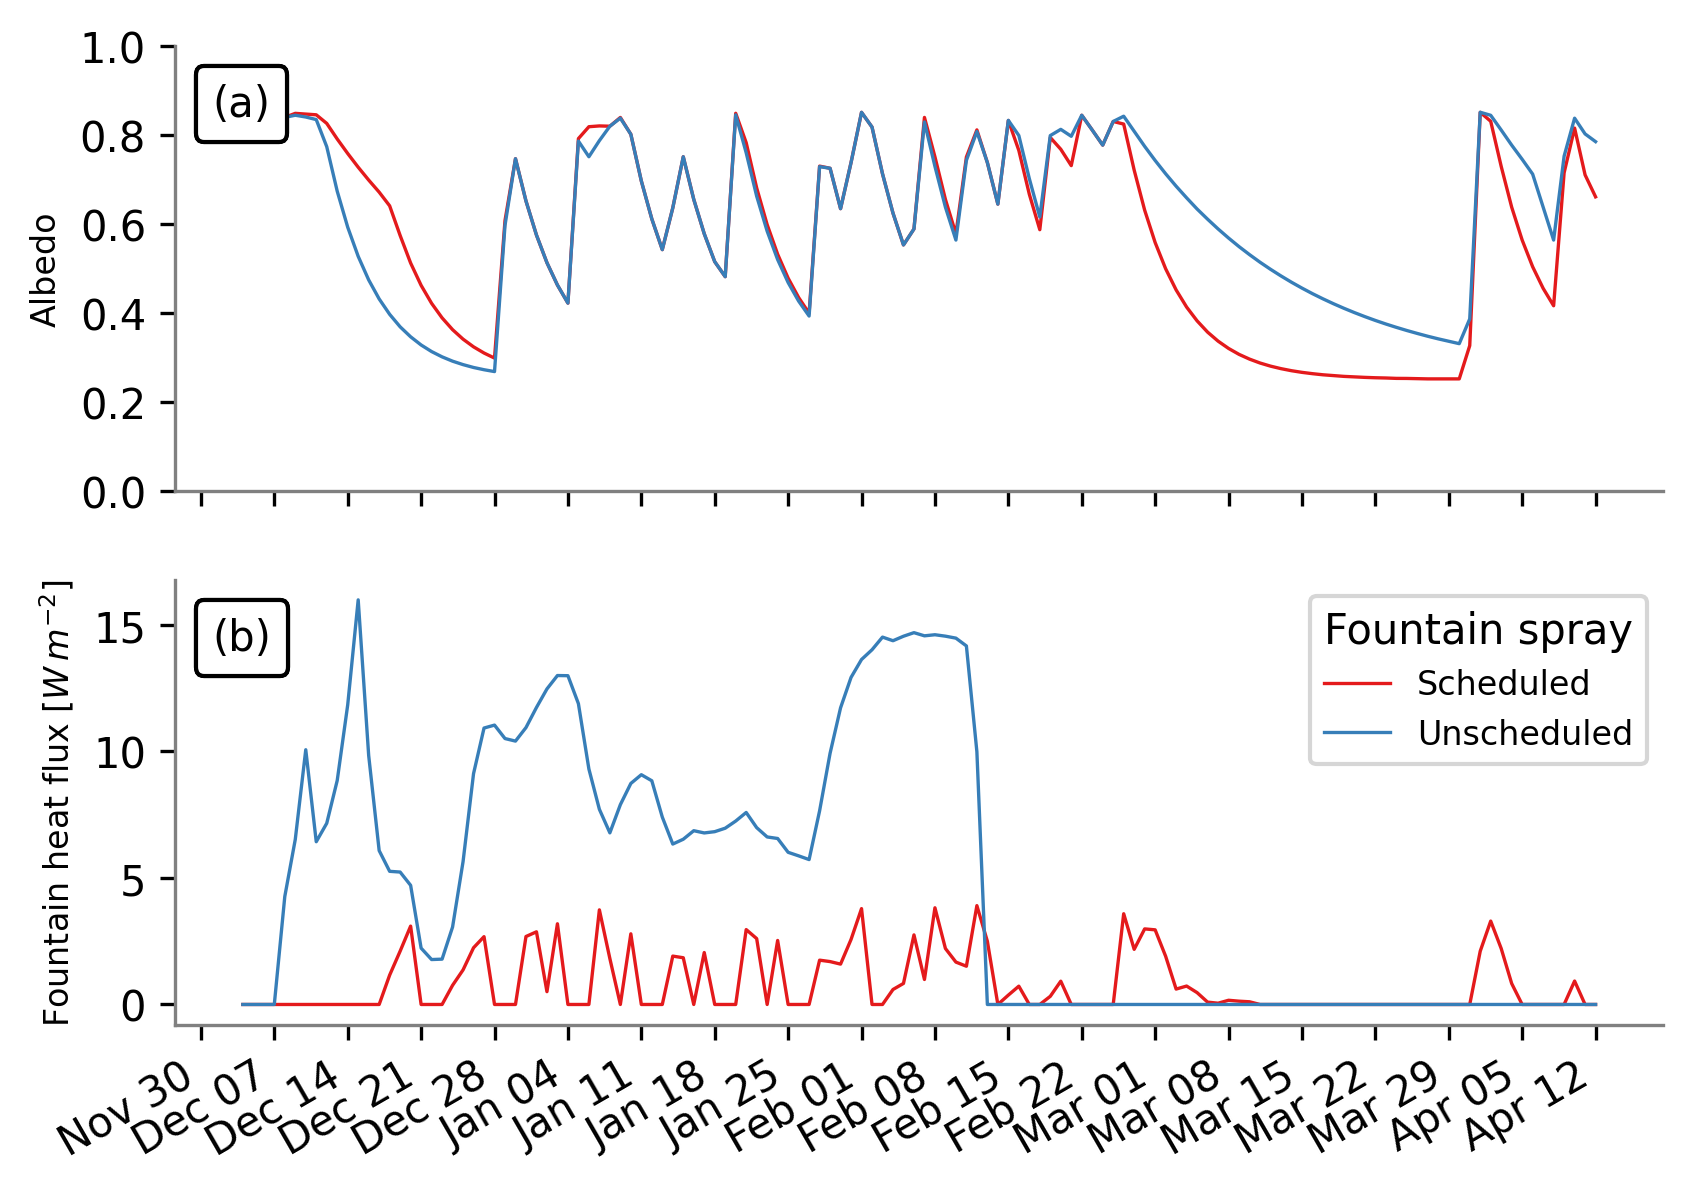 (a)
Albedo
1.0
0.8
0.6
0.4
0.2
0.0
(b)
Fountain heat flux [W m⁻²]
15
10
5
0
Fountain spray
Scheduled
Unscheduled
Nov 30
Dec 07
Dec 14
Dec 21
Dec 28
Jan 04
Jan 11
Jan 18
Jan 25
Feb 01
Feb 08
Feb 15
Feb 22
Mar 01
Mar 08
Mar 15
Mar 22
Mar 29
Apr 05
Apr 12